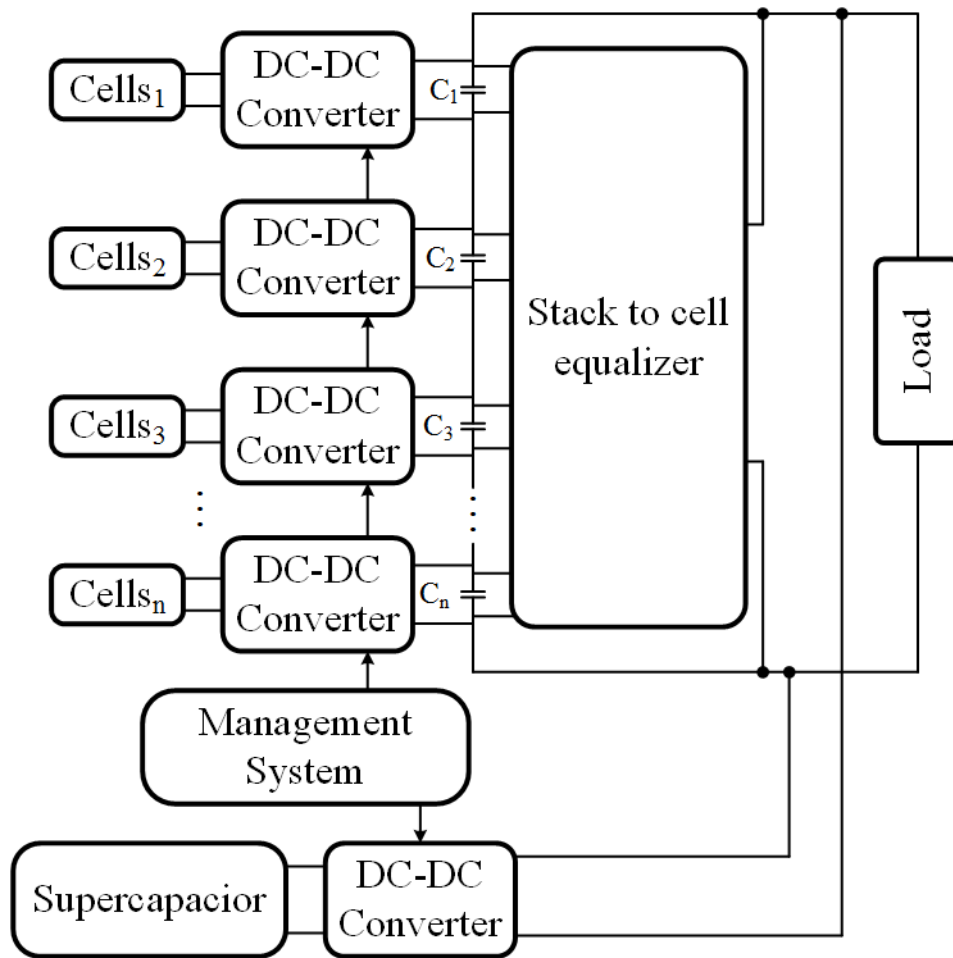 Cells₁
DC-DC
Converter
C₁
Cells₂
DC-DC
Converter
C₂
Stack to cell
equalizer
Load
Cells₃
DC-DC
Converter
C₃
Cellsₙ
DC-DC
Converter
Cₙ
Management
System
Supercapacior
DC-DC
Converter